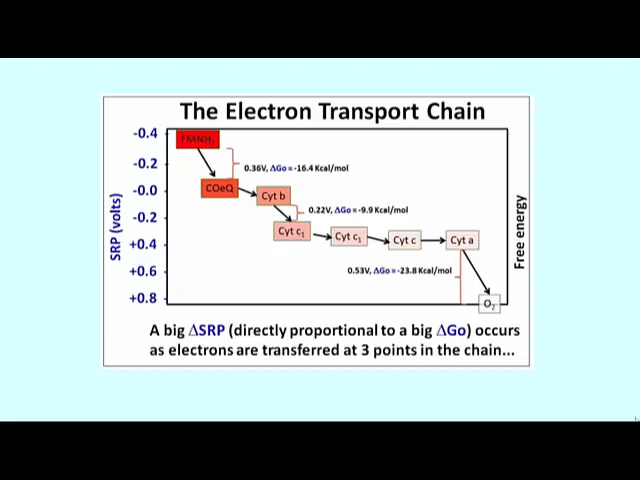 The Electron Transport Chain
-0.4
-0.2
-0.0
-0.2
+0.4
+0.6
+0.8
SRP (volts)
FMNH₂
COeQ
0.36V, ΔGo = -16.4 Kcal/mol
Cyt b
0.22V, ΔGo = -9.9 Kcal/mol
Cyt c₁
Cyt c₁
Cyt c
Cyt a
0.53V, ΔGo = -23.8 Kcal/mol
O₂
Free energy
A big ΔSRP (directly proportional to a big ΔGo) occurs
as electrons are transferred at 3 points in the chain...